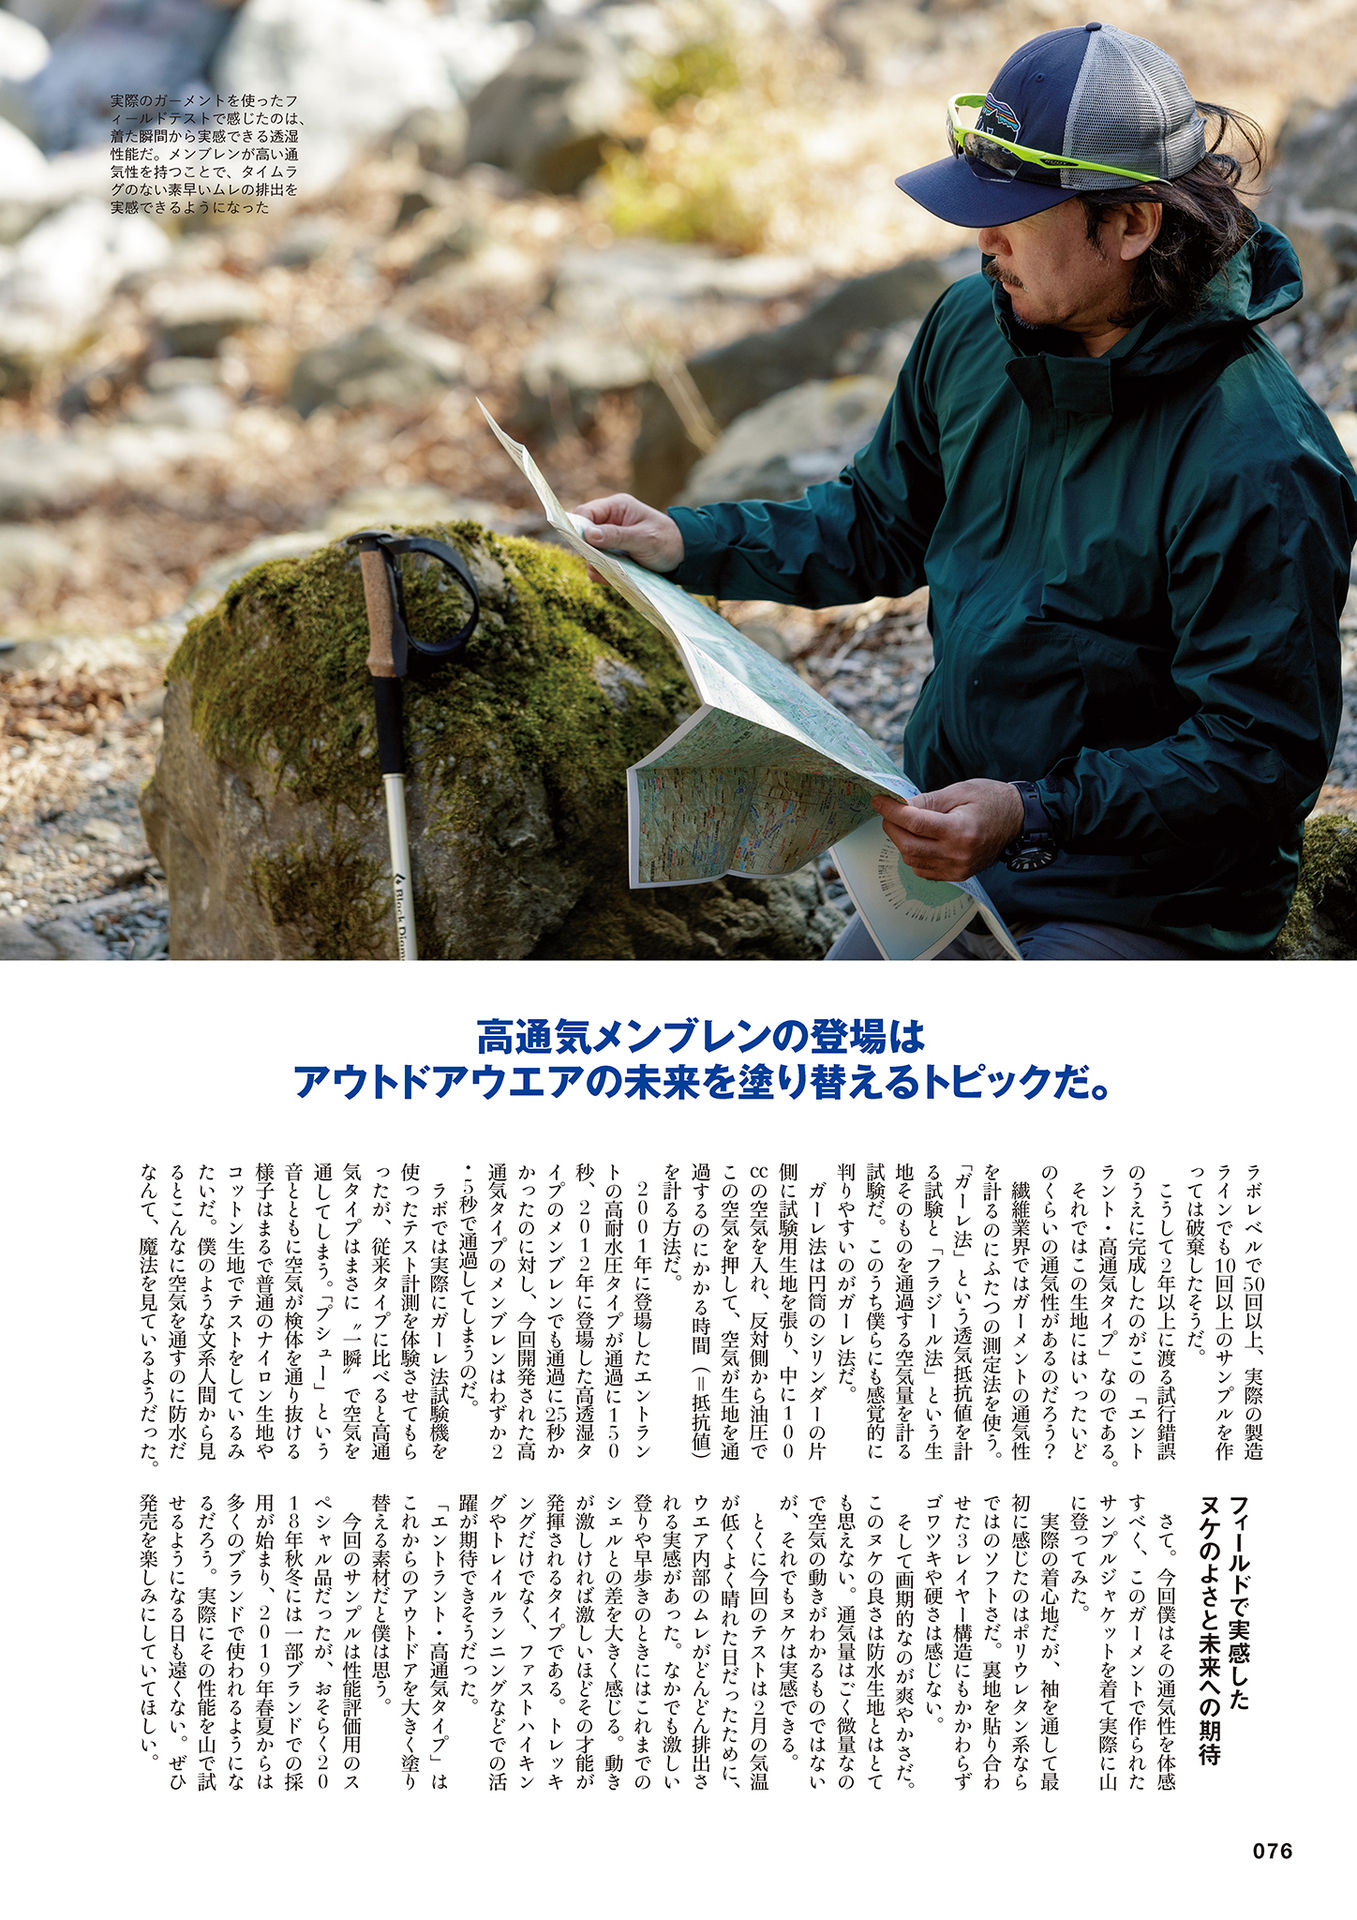 実際のガーメントを使ったフ
ィールドテストで感じたのは、
着た瞬間から実感できる透湿
性能だ。メンブレンが高い通
気性を持つことで、タイムラ
グのない素早いムレの排出を
実感できるようになった
Black Diam
高通気メンブレンの登場は
アウトドアウエアの未来を塗り替えるトピックだ。
ラボレベルで50回以上、実際の製造
ラインでも10回以上のサンプルを作
っては破棄したそうだ。
こうして2年以上に渡る試行錯誤
のうえに完成したのがこの「エント
ラント・高通気タイプ」なのである。
それではこの生地にはいったいど
のくらいの通気性があるのだろう?
繊維業界ではガーメントの通気性
を計るのにふたつの測定法を使う。
「ガーレ法」という透気抵抗値を計
る試験と「フラジール法」という生
地そのものを通過する空気量を計る
試験だ。このうち僕らにも感覚的に
判りやすいのがガーレ法だ。
ガーレ法は円筒のシリンダーの片
側に試験用生地を張り、中に100
ccの空気を入れ、反対側から油圧で
この空気を押して、空気が生地を通
過するのにかかる時間(=抵抗値)
を計る方法だ。
2001年に登場したエントラン
トの高耐水圧タイプが通過に150
秒、2012年に登場した高透湿タ
イプのメンブレンでも通過に25秒か
かったのに対し、今回開発された高
通気タイプのメンブレンはわずか2
・5秒で通過してしまうのだ。
ラボでは実際にガーレ法試験機を
使ったテスト計測を体験させてもら
ったが、従来タイプに比べると高通
気タイプはまさに〝一瞬〟で空気を
通してしまう。「プシュー」という
音とともに空気が検体を通り抜ける
様子はまるで普通のナイロン生地や
コットン生地でテストをしているみ
たいだ。僕のような文系人間から見
るとこんなに空気を通すのに防水だ
なんて、魔法を見ているようだった。
フィールドで実感した
ヌケのよさと未来への期待
さて。今回僕はその通気性を体感
すべく、このガーメントで作られた
サンプルジャケットを着て実際に山
に登ってみた。
実際の着心地だが、袖を通して最
初に感じたのはポリウレタン系なら
ではのソフトさだ。裏地を貼り合わ
せた3レイヤー構造にもかかわらず
ゴワツキや硬さは感じない。
そして画期的なのが爽やかさだ。
このヌケの良さは防水生地とはとて
も思えない。通気量はごく微量なの
で空気の動きがわかるものではない
が、それでもヌケは実感できる。
とくに今回のテストは2月の気温
が低くよく晴れた日だったために、
ウエア内部のムレがどんどん排出さ
れる実感があった。なかでも激しい
登りや早歩きのときにはこれまでの
シェルとの差を大きく感じる。動き
が激しければ激しいほどその才能が
発揮されるタイプである。トレッキ
ングだけでなく、ファストハイキン
グやトレイルランニングなどでの活
躍が期待できそうだった。
「エントラント・高通気タイプ」は
これからのアウトドアを大きく塗り
替える素材だと僕は思う。
今回のサンプルは性能評価用のス
ペシャル品だったが、おそらく20
18年秋冬には一部ブランドでの採
用が始まり、2019年春夏からは
多くのブランドで使われるようにな
るだろう。実際にその性能を山で試
せるようになる日も遠くない。ぜひ
発売を楽しみにしていてほしい。
076